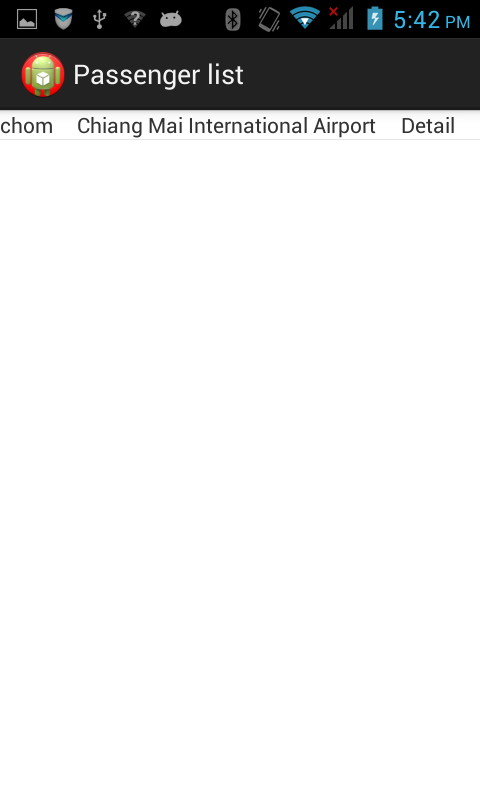 5:42 PM
Passenger list
chom Chiang Mai International Airport Detail